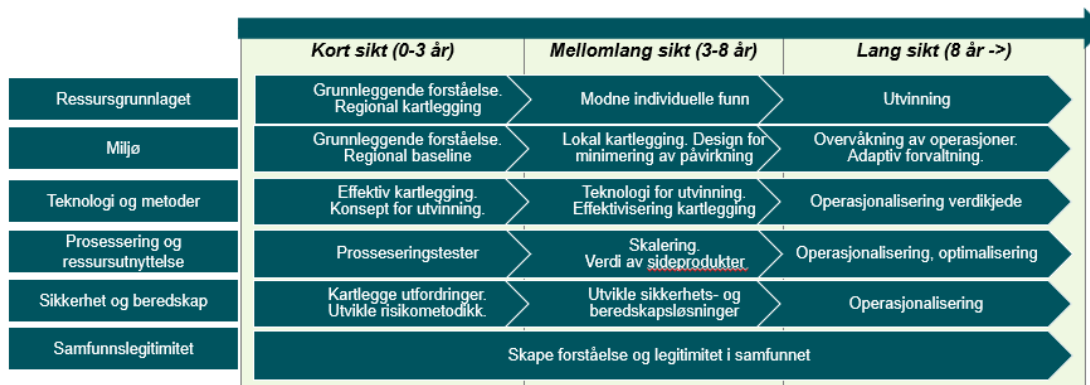 Kort sikt (0-3 år)
Mellomlang sikt (3-8 år)
Lang sikt (8 år ->)
Ressursgrunnlaget
Grunnleggende forståelse.
Regional kartlegging
Modne individuelle funn
Utvinning
Miljø
Grunnleggende forståelse.
Regional baseline
Lokal kartlegging. Design for
minimering av påvirkning
Overvåkning av operasjoner.
Adaptiv forvaltning.
Teknologi og metoder
Effektiv kartlegging.
Konsept for utvinning.
Teknologi for utvinning.
Effektivisering kartlegging
Operasjonalisering verdikjede
Prosessering og
ressursutnyttelse
Prosseseringstester
Skalering.
Verdi av sideprodukter
Operasjonalisering, optimalisering
Sikkerhet og beredskap
Kartlegge utfordringer.
Utvikle risikometodikk.
Utvikle sikkerhets- og
beredskapsløsninger
Operasjonalisering
Samfunnslegitimitet
Skape forståelse og legitimitet i samfunnet